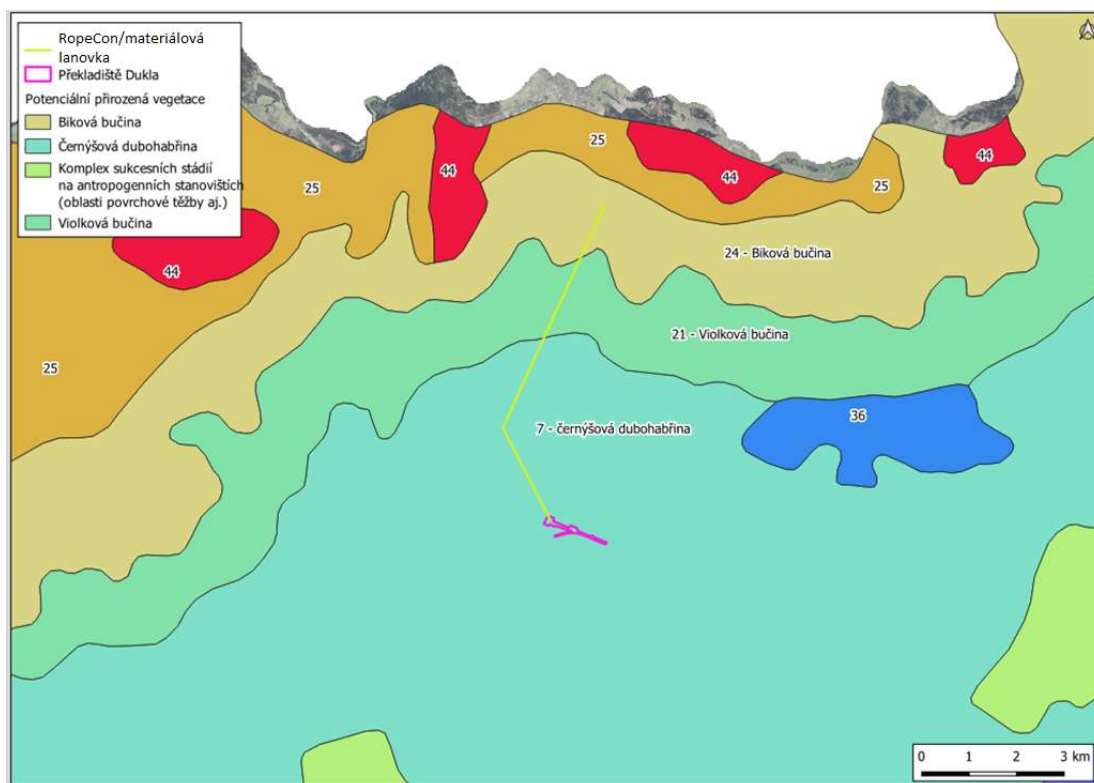 RopeCon/materiálová
lanovka
Překladiště Dukla
Potenciální přirozená vegetace
Biková bučina
Černýšová dubohabřina
Komplex sukcesních stádií
na antropogenních stanovištích
(oblasti povrchové těžby aj.)
Violková bučina
25
44
25
44
25
44
44
24 - Biková bučina
21 - Violková bučina
25
36
7 - černýšová dubohabřina
0 1 2 3 km